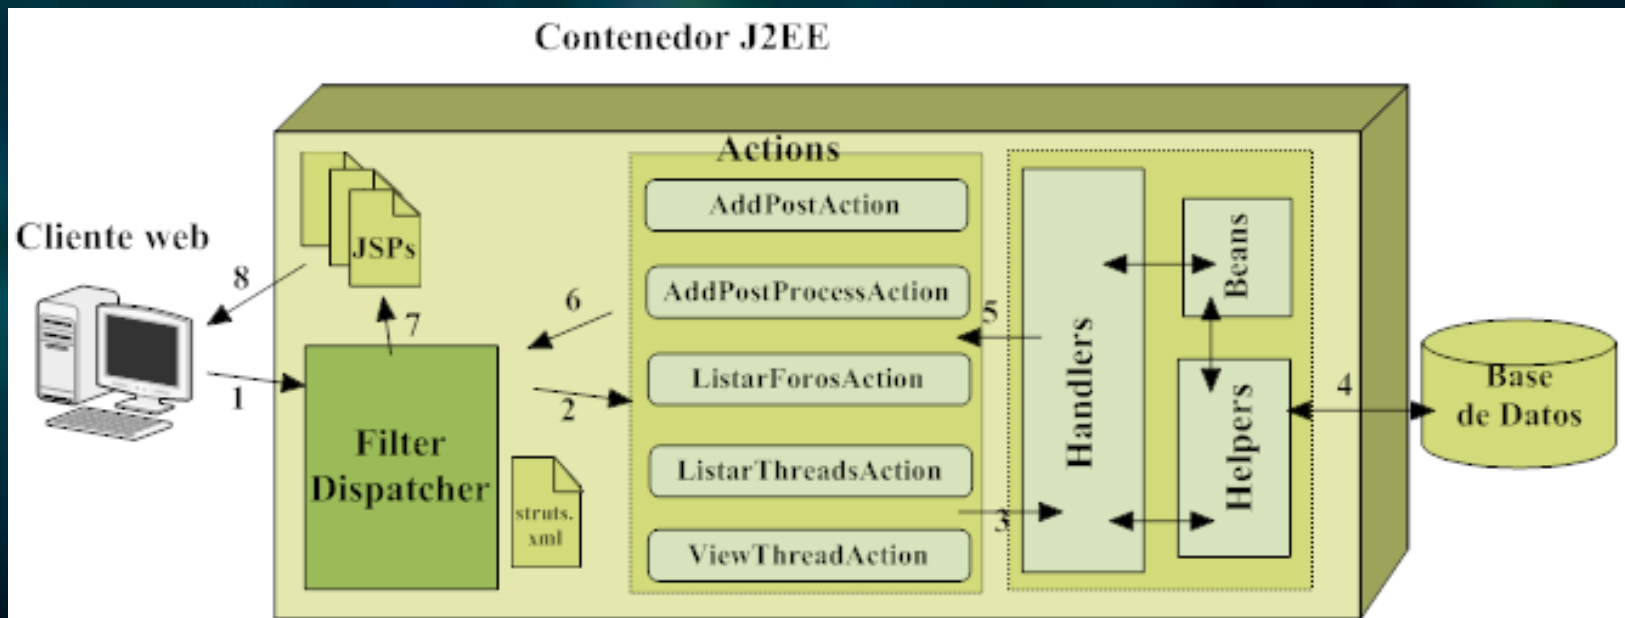 Contenedor J2EE
Cliente web
8
1
JSPs
7
Filter
Dispatcher
6
2
struts.
xml
Actions
AddPostAction
AddPostProcessAction
ListarForosAction
ListarThreadsAction
ViewThreadAction
5
3
Handlers
Beans
Helpers
4
Base
de Datos